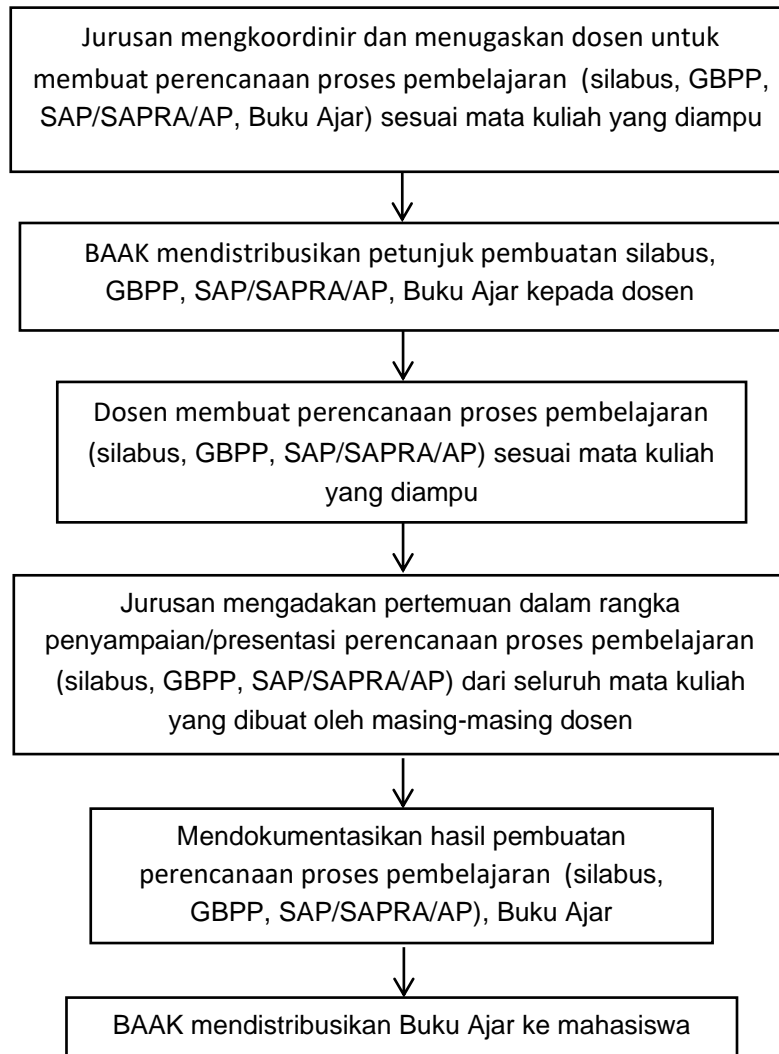 Jurusan mengkoordinir dan menugaskan dosen untuk
membuat perencanaan proses pembelajaran (silabus, GBPP,
SAP/SAPRA/AP, Buku Ajar) sesuai mata kuliah yang diampu
BAAK mendistribusikan petunjuk pembuatan silabus,
GBPP, SAP/SAPRA/AP, Buku Ajar kepada dosen
Dosen membuat perencanaan proses pembelajaran
(silabus, GBPP, SAP/SAPRA/AP) sesuai mata kuliah
yang diampu
Jurusan mengadakan pertemuan dalam rangka
penyampaian/presentasi perencanaan proses pembelajaran
(silabus, GBPP, SAP/SAPRA/AP) dari seluruh mata kuliah
yang dibuat oleh masing-masing dosen
Mendokumentasikan hasil pembuatan
perencanaan proses pembelajaran (silabus,
GBPP, SAP/SAPRA/AP), Buku Ajar
BAAK mendistribusikan Buku Ajar ke mahasiswa